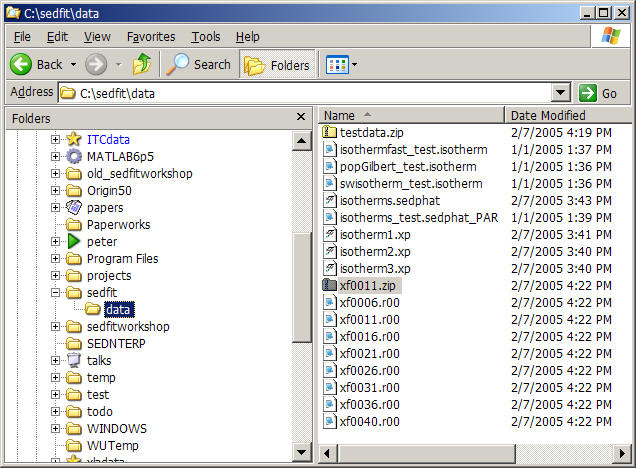 C:\sedfit\data
File Edit View Favorites Tools Help
Back Search Folders
Address C:\sedfit\data Go
Folders
ITCdata
MATLAB6p5
old_sedfitworkshop
Origin50
papers
Paperworks
peter
Program Files
projects
sedfit
data
sedfitworkshop
SEDNTERP
talks
temp
test
todo
WINDOWS
WUTemp
Name Date Modified
testdata.zip 2/7/2005 4:19 PM
isothermfast_test.isotherm 1/1/2005 1:37 PM
popGilbert_test.isotherm 1/1/2005 1:36 PM
swisotherm_test.isotherm 1/1/2005 1:36 PM
isotherms.sedphat 2/7/2005 3:43 PM
isotherms_test.sedphat_PAR 1/1/2005 1:39 PM
isotherm1.xp 2/7/2005 3:41 PM
isotherm2.xp 2/7/2005 3:40 PM
isotherm3.xp 2/7/2005 3:40 PM
xf0011.zip 2/7/2005 4:22 PM
xf0006.r00 2/7/2005 4:22 PM
xf0011.r00 2/7/2005 4:22 PM
xf0016.r00 2/7/2005 4:22 PM
xf0021.r00 2/7/2005 4:22 PM
xf0026.r00 2/7/2005 4:22 PM
xf0031.r00 2/7/2005 4:22 PM
xf0036.r00 2/7/2005 4:22 PM
xf0040.r00 2/7/2005 4:22 PM